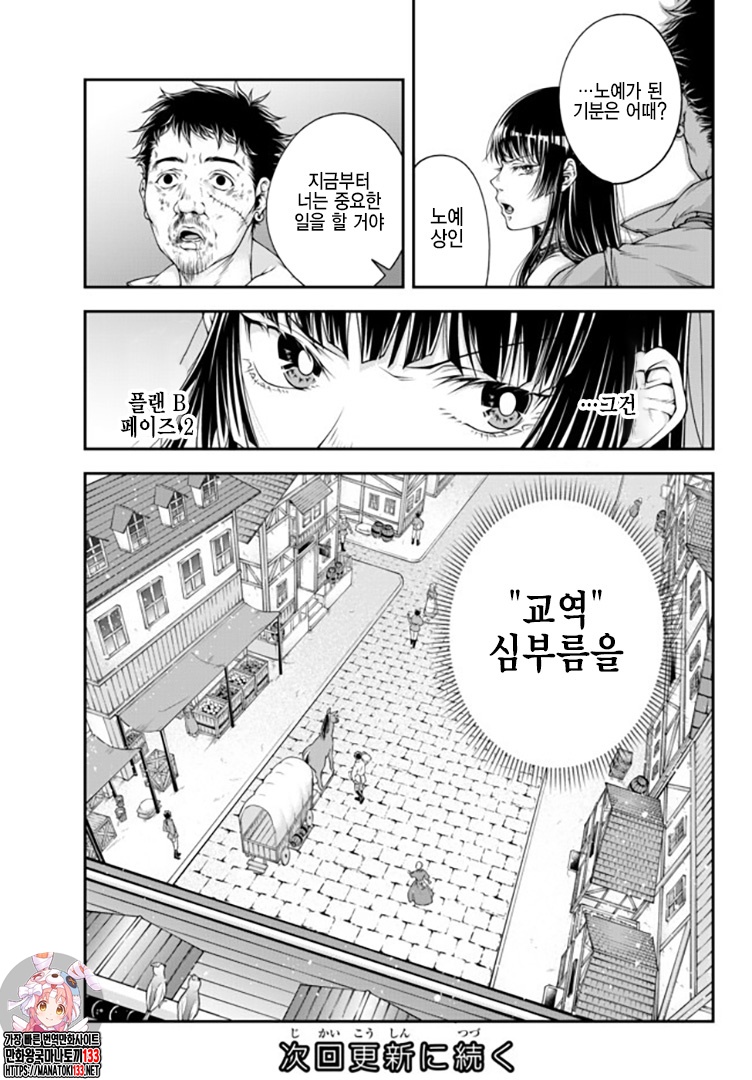 …노예가 된
기분은 어때?
노예
상인
지금부터
너는 중요한
일을 할 거야
…그건
플랜 B
페이즈 2
"교역"
심부름을
じ かい こう しん つづ
次回更新に続く
가장 빠른 번역만화사이트
만화왕국마나토끼133
HTTPS://MANATOKI133.NET